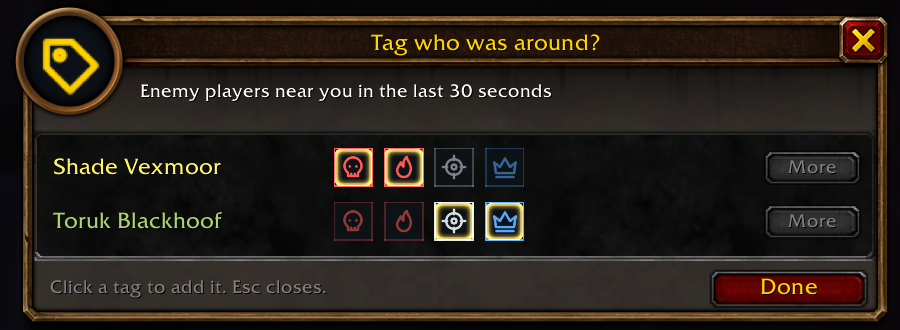 Tag who was around?
Enemy players near you in the last 30 seconds
Shade Vexmoor
More
Toruk Blackhoof
More
Click a tag to add it. Esc closes.
Done